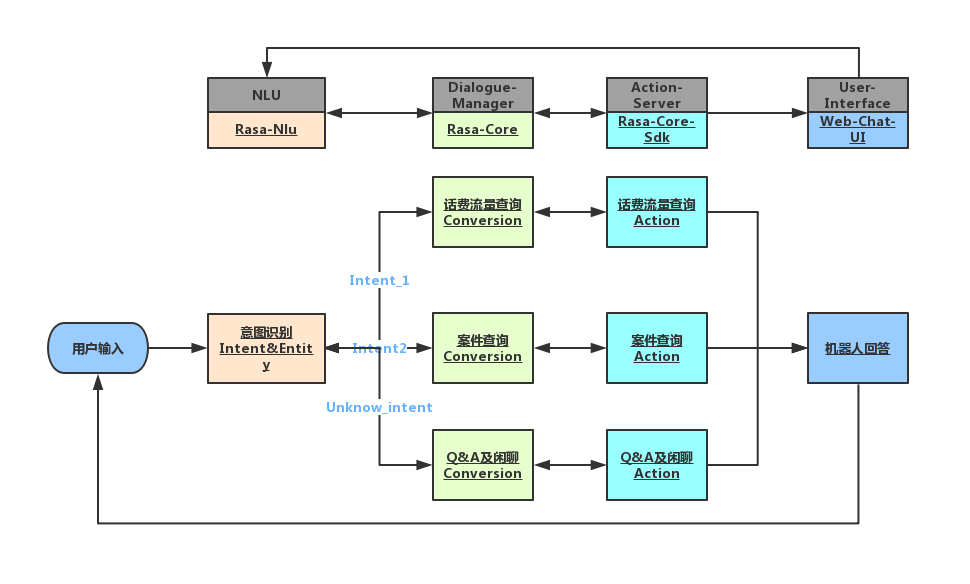 NLU
Rasa-Nlu
Dialogue-
Manager
Rasa-Core
Action-
Server
Rasa-Core-
Sdk
User-
Interface
Web-Chat-
UI
话费流量查询
Conversion
话费流量查询
Action
Intent_1
用户输入
意图识别
Intent&Entit
y
Intent2
案件查询
Conversion
案件查询
Action
机器人回答
Unknow_intent
Q&A及闲聊
Conversion
Q&A及闲聊
Action